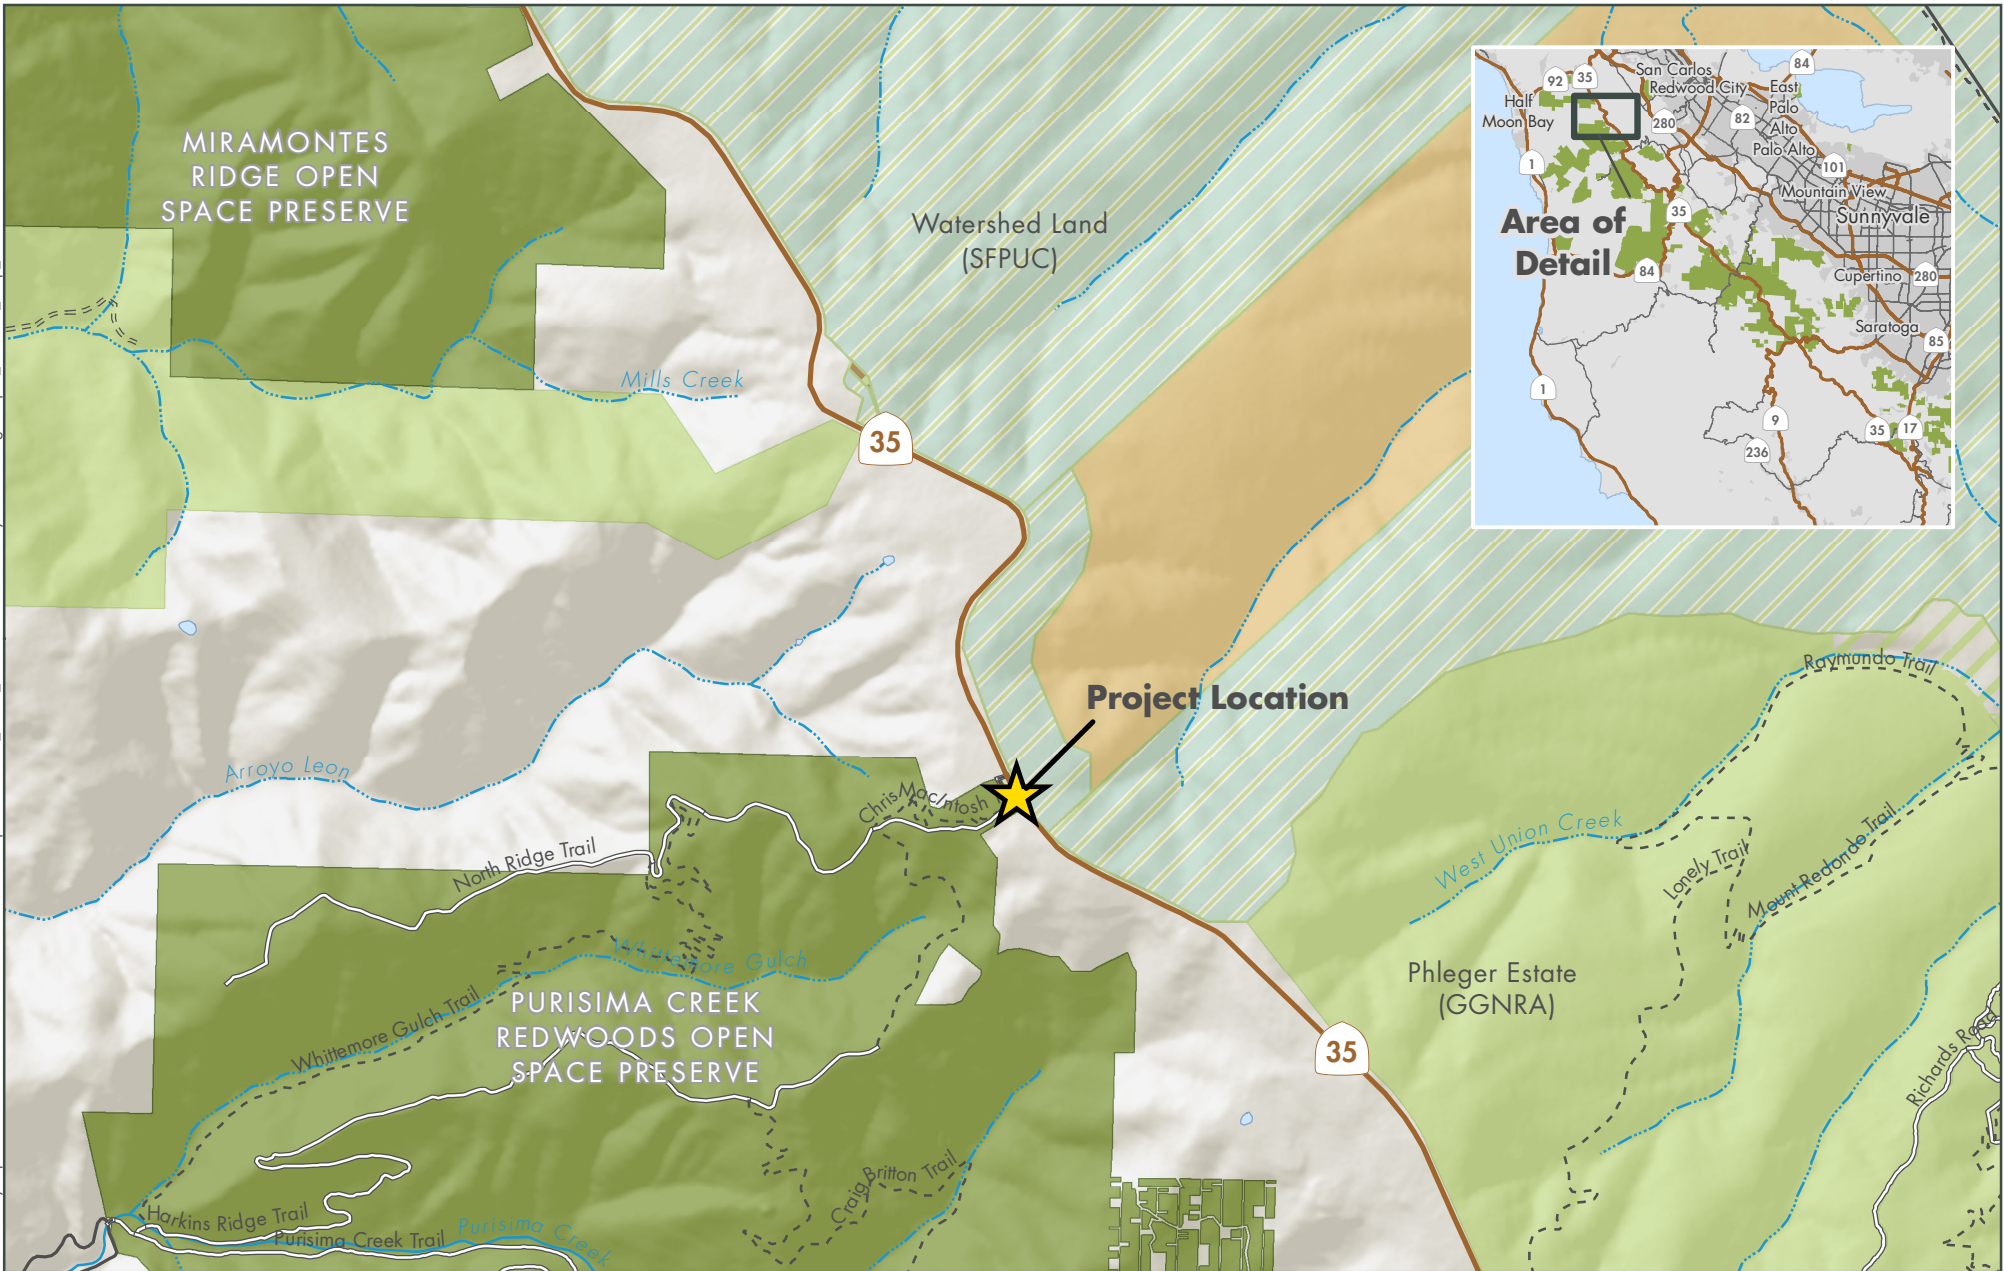 MIRAMONTES
RIDGE OPEN
SPACE PRESERVE
Watershed Land
(SFPUC)
Mills Creek
35
Project Location
Arroyo Leon
North Ridge Trail
Chris MacIntosh
Whittemore Gulch
Whittemore Gulch Trail
PURISIMA CREEK
REDWOODS OPEN
SPACE PRESERVE
Craig Britton Trail
Harkins Ridge Trail
Purisima Creek Trail
Purisima Creek
Raymundo Trail
West Union Creek
Lonely Trail
Mount Redondo Trail
Phleger Estate
(GGNRA)
35
Richards Road
92
35
San Carlos
Redwood City
84
Half
Moon Bay
East
Palo
Alto
280
82
Palo Alto
101
1
Mountain View
Sunnyvale
35
Area of
Detail
84
Cupertino
280
Saratoga
85
1
9
35
17
236